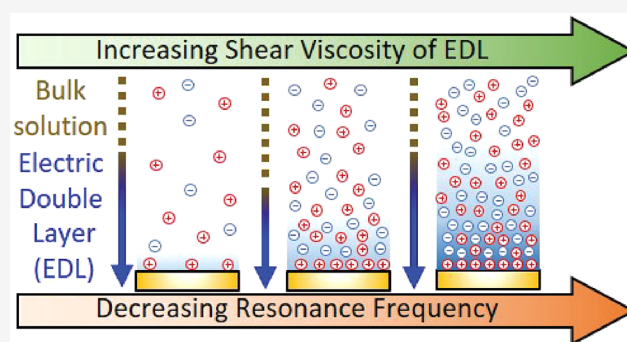 Increasing Shear Viscosity of EDL
Bulk
solution
Electric
Double
Layer
(EDL)
Decreasing Resonance Frequency